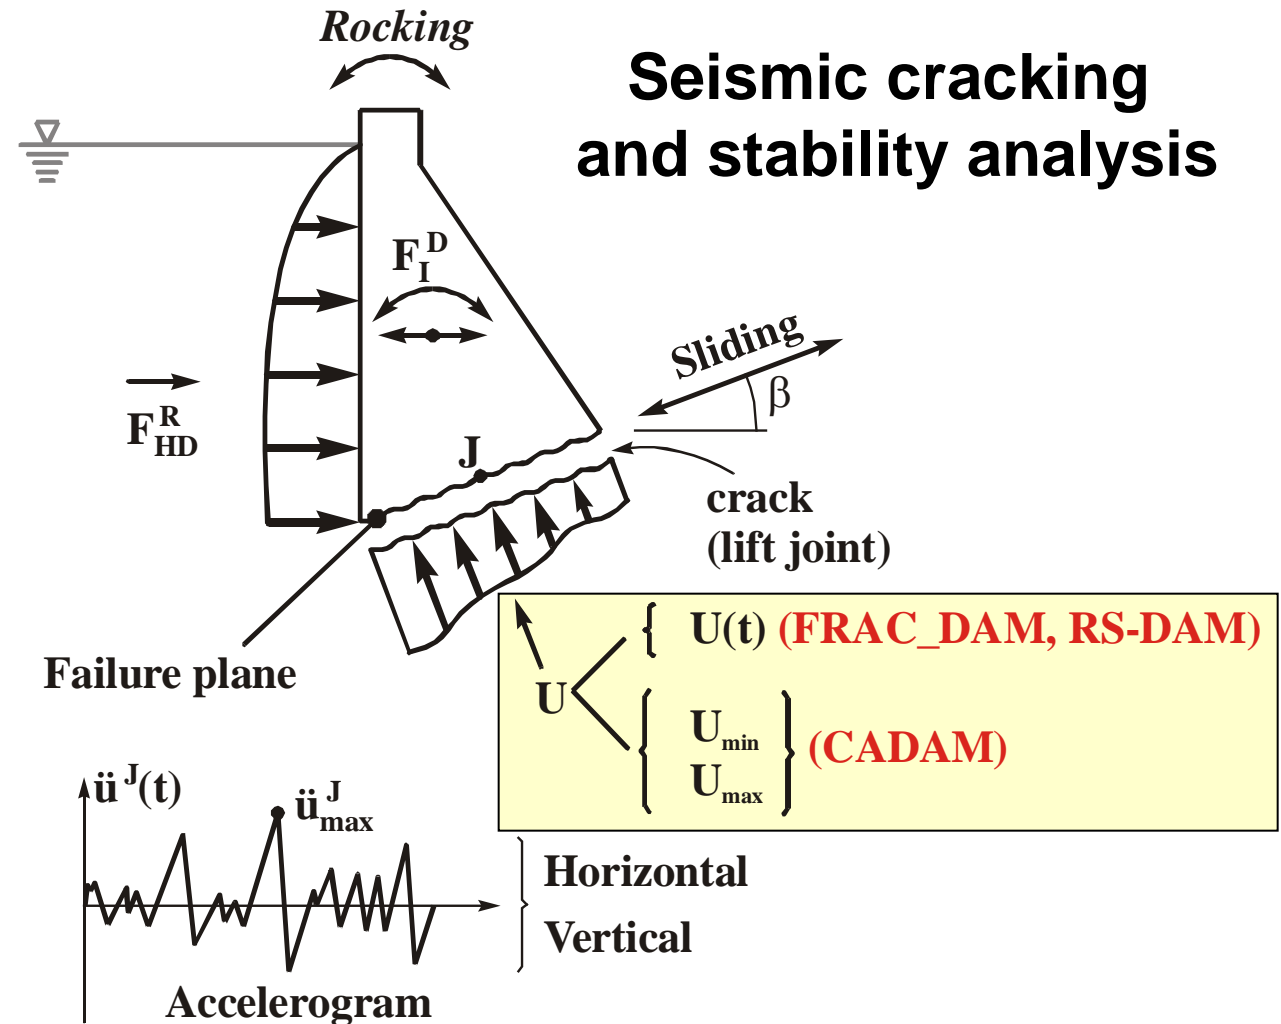 Rocking
Seismic cracking
and stability analysis
F_I^D
Sliding
β
F_HD^R
J
crack
(lift joint)
Failure plane
U
U(t) (FRAC_DAM, RS-DAM)
U_min
U_max
(CADAM)
ü^J(t)
ü_max^J
Horizontal
Vertical
Accelerogram